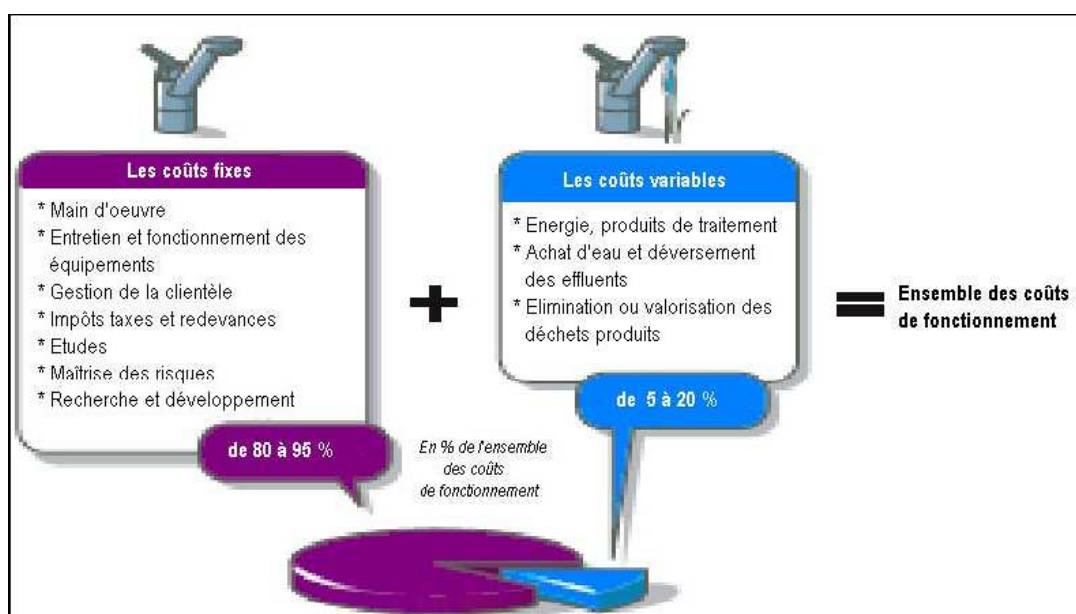 Les coûts fixes
* Main d'oeuvre
* Entretien et fonctionnement des
équipements
* Gestion de la clientèle
* Impôts taxes et redevances
* Etudes
* Maîtrise des risques
* Recherche et développement
de 80 à 95 %
+
Les coûts variables
* Energie, produits de traitement
* Achat d'eau et déversement
des effluents
* Elimination ou valorisation des
déchets produits
de 5 à 20 %
=
Ensemble des coûts
de fonctionnement
En % de l'ensemble
des coûts
de fonctionnement